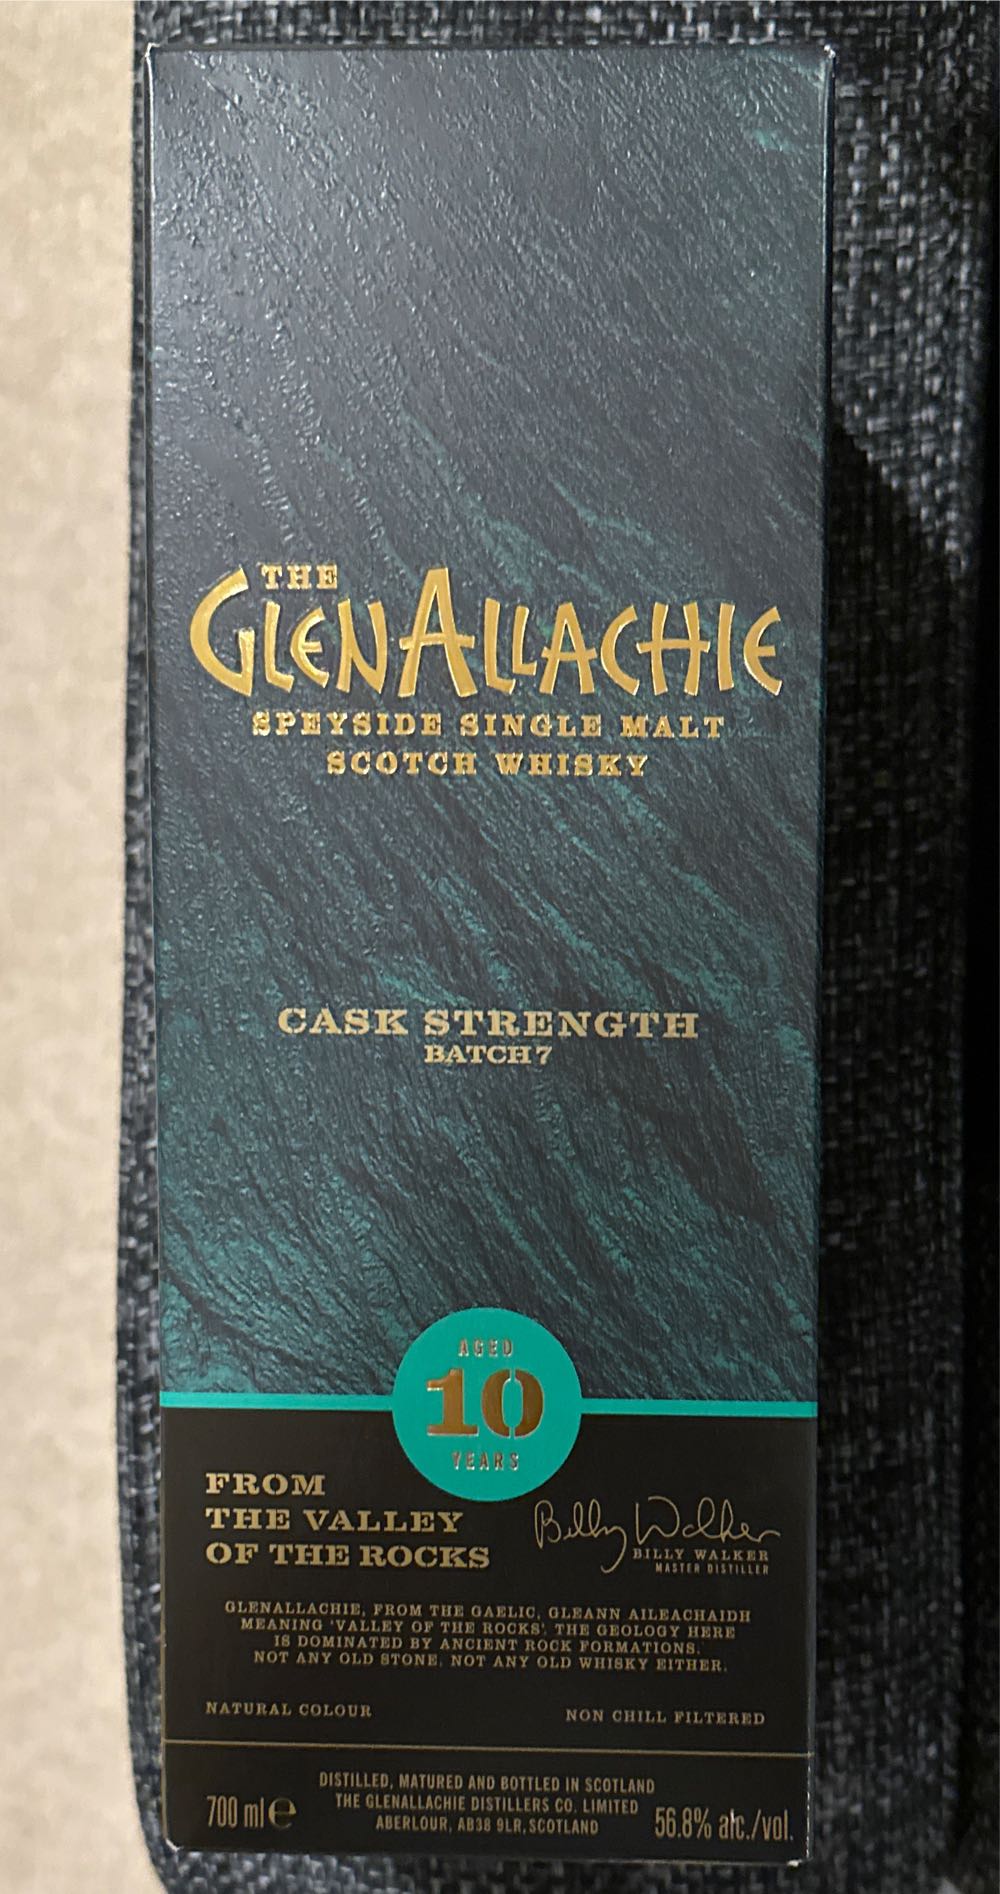 THE
GLENALLACHIE
SPEYSIDE SINGLE MALT
SCOTCH WHISKY
CASK STRENGTH
BATCH 7
AGED
10
YEARS
FROM
THE VALLEY
OF THE ROCKS
Billy Walker
BILLY WALKER
MASTER DISTILLER
GLENALLACHIE, FROM THE GAELIC, GLEANN AILEACHAIDH
MEANING 'VALLEY OF THE ROCKS'. THE GEOLOGY HERE
IS DOMINATED BY ANCIENT ROCK FORMATIONS.
NOT ANY OLD STONE. NOT ANY OLD WHISKY EITHER.
NATURAL COLOUR
NON CHILL FILTERED
700 ml ℮
DISTILLED, MATURED AND BOTTLED IN SCOTLAND
THE GLENALLACHIE DISTILLERS CO. LIMITED
ABERLOUR, AB38 9LR, SCOTLAND
56.8% alc./vol.